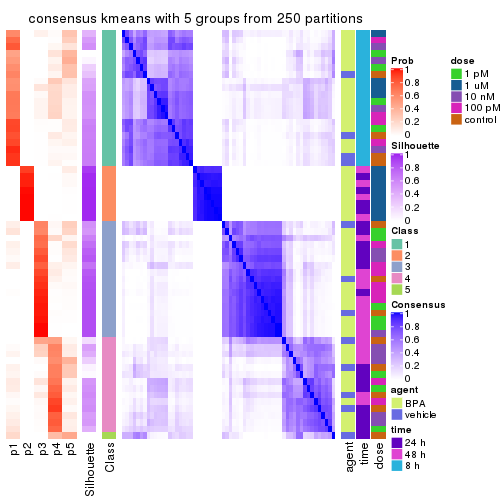 consensus kmeans with 5 groups from 250 partitions
p1
p2
p3
p4
p5
Silhouette
Class
agent
time
dose
Prob
1
0.8
0.6
0.4
0.2
0
Silhouette
1
0.8
0.6
0.4
0.2
0
Class
1
2
3
4
5
Consensus
1
0.8
0.6
0.4
0.2
0
agent
BPA
vehicle
time
24 h
48 h
8 h
dose
1 pM
1 uM
10 nM
100 pM
control